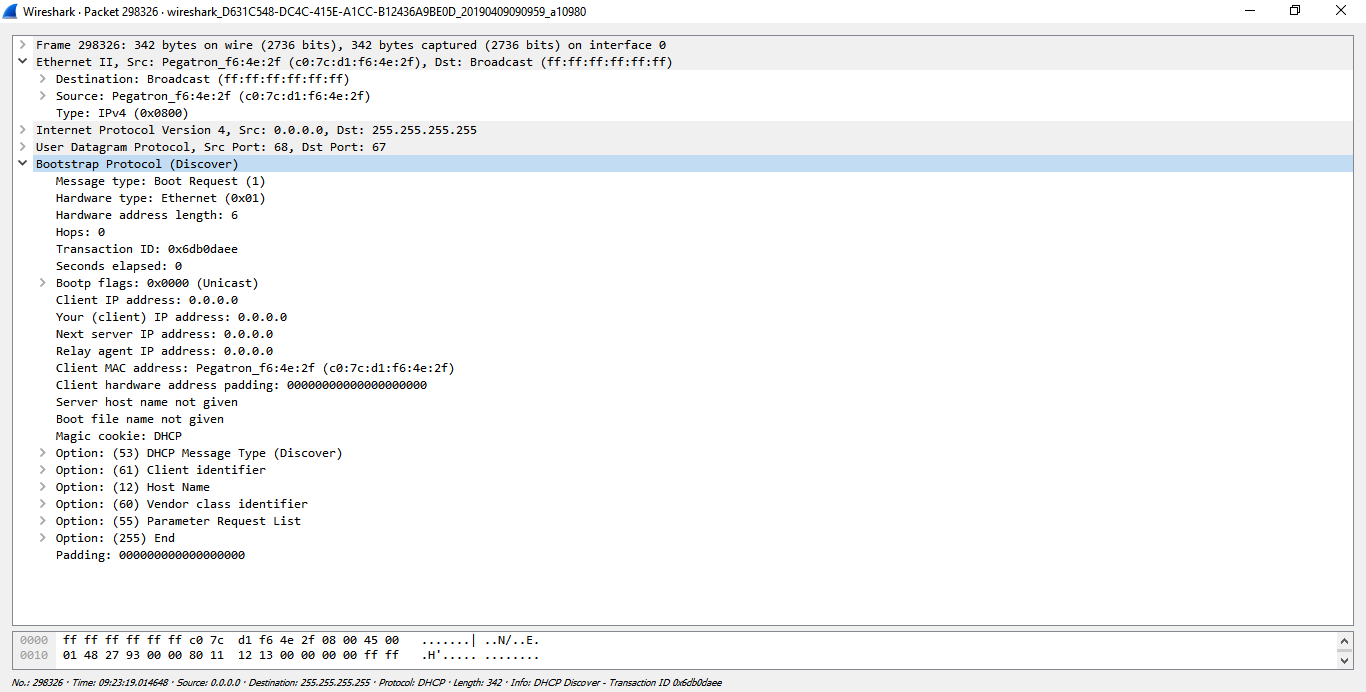 Wireshark · Packet 298326 · wireshark_D631C548-DC4C-415E-A1CC-B12436A9BE0D_20190409090959_a10980
Frame 298326: 342 bytes on wire (2736 bits), 342 bytes captured (2736 bits) on interface 0
Ethernet II, Src: Pegatron_f6:4e:2f (c0:7c:d1:f6:4e:2f), Dst: Broadcast (ff:ff:ff:ff:ff:ff)
Destination: Broadcast (ff:ff:ff:ff:ff:ff)
Source: Pegatron_f6:4e:2f (c0:7c:d1:f6:4e:2f)
Type: IPv4 (0x0800)
Internet Protocol Version 4, Src: 0.0.0.0, Dst: 255.255.255.255
User Datagram Protocol, Src Port: 68, Dst Port: 67
Bootstrap Protocol (Discover)
Message type: Boot Request (1)
Hardware type: Ethernet (0x01)
Hardware address length: 6
Hops: 0
Transaction ID: 0x6db0daee
Seconds elapsed: 0
Bootp flags: 0x0000 (Unicast)
Client IP address: 0.0.0.0
Your (client) IP address: 0.0.0.0
Next server IP address: 0.0.0.0
Relay agent IP address: 0.0.0.0
Client MAC address: Pegatron_f6:4e:2f (c0:7c:d1:f6:4e:2f)
Client hardware address padding: 00000000000000000000
Server host name not given
Boot file name not given
Magic cookie: DHCP
Option: (53) DHCP Message Type (Discover)
Option: (61) Client identifier
Option: (12) Host Name
Option: (60) Vendor class identifier
Option: (55) Parameter Request List
Option: (255) End
Padding: 000000000000000000
0000 ff ff ff ff ff ff c0 7c d1 f6 4e 2f 08 00 45 00 .......| ..N/..E.
0010 01 48 27 93 00 00 80 11 12 13 00 00 00 00 ff ff .H'..... ........
No.: 298326 · Time: 09:23:19.014648 · Source: 0.0.0.0 · Destination: 255.255.255.255 · Protocol: DHCP · Length: 342 · Info: DHCP Discover - Transaction ID 0x6db0daee